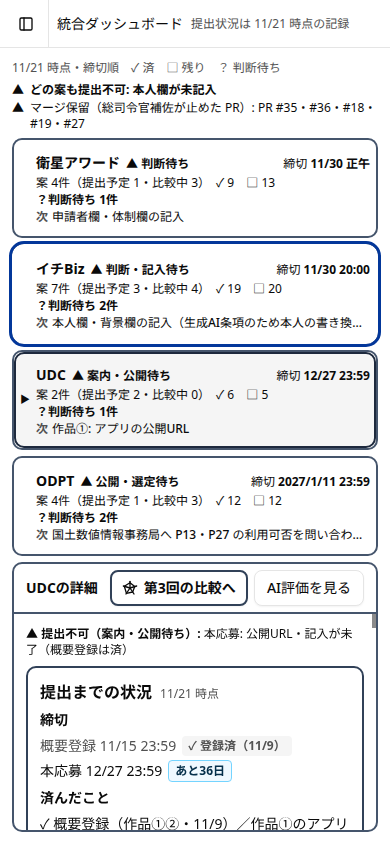 統合ダッシュボード 提出状況は 11/21 時点の記録
11/21 時点・締切順 ✓ 済 □ 残り ？ 判断待ち
▲ どの案も提出不可: 本人欄が未記入
▲ マージ保留（総司令官補佐が止めた PR）: PR #35・#36・#18・
#19・#27
衛星アワード ▲ 判断待ち 締切 11/30 正午
案 4件（提出予定 1・比較中 3） ✓ 9 □ 13
？判断待ち 1件
次 申請者欄・体制欄の記入
イチBiz ▲ 判断・記入待ち 締切 11/30 20:00
案 7件（提出予定 3・比較中 4） ✓ 19 □ 20
？判断待ち 2件
次 本人欄・背景欄の記入（生成AI条項のため本人の書き換…
▶ UDC ▲ 案内・公開待ち 締切 12/27 23:59
案 2件（提出予定 2・比較中 0） ✓ 6 □ 5
？判断待ち 1件
次 作品①: アプリの公開URL
ODPT ▲ 公開・選定待ち 締切 2027/1/11 23:59
案 4件（提出予定 1・比較中 3） ✓ 12 □ 12
？判断待ち 2件
次 国土数値情報事務局へ P13・P27 の利用可否を問い合わ…
UDCの詳細 第3回の比較へ AI評価を見る
▲ 提出不可（案内・公開待ち）: 本応募: 公開URL・記入が未
了（概要登録は済）
提出までの状況 11/21 時点
締切
概要登録 11/15 23:59 ✓ 登録済（11/9）
本応募 12/27 23:59 あと36日
済んだこと
✓ 概要登録（作品①②・11/9）／作品①のアプリ